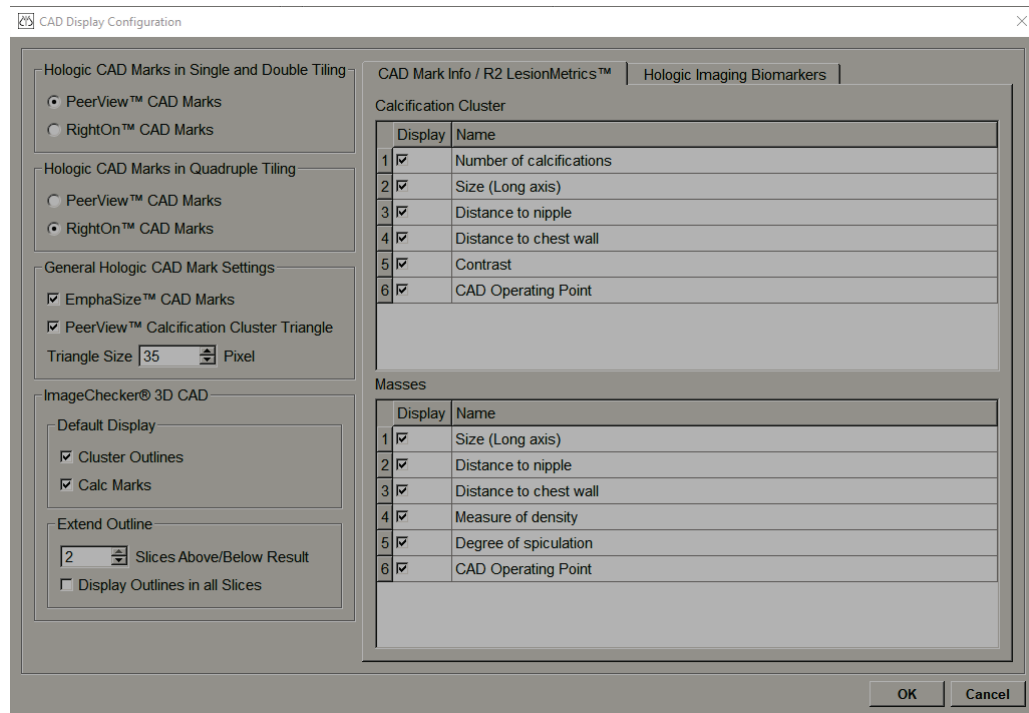 CAD Display Configuration
Hologic CAD Marks in Single and Double Tiling
PeerView™ CAD Marks
RightOn™ CAD Marks
Hologic CAD Marks in Quadruple Tiling
PeerView™ CAD Marks
RightOn™ CAD Marks
General Hologic CAD Mark Settings
EmphaSize™ CAD Marks
PeerView™ Calcification Cluster Triangle
Triangle Size 35 Pixel
ImageChecker® 3D CAD
Default Display
Cluster Outlines
Calc Marks
Extend Outline
2 Slices Above/Below Result
Display Outlines in all Slices
CAD Mark Info / R2 LesionMetrics™ Hologic Imaging Biomarkers
Calcification Cluster
Display Name
1 Number of calcifications
2 Size (Long axis)
3 Distance to nipple
4 Distance to chest wall
5 Contrast
6 CAD Operating Point
Masses
Display Name
1 Size (Long axis)
2 Distance to nipple
3 Distance to chest wall
4 Measure of density
5 Degree of spiculation
6 CAD Operating Point
OK Cancel